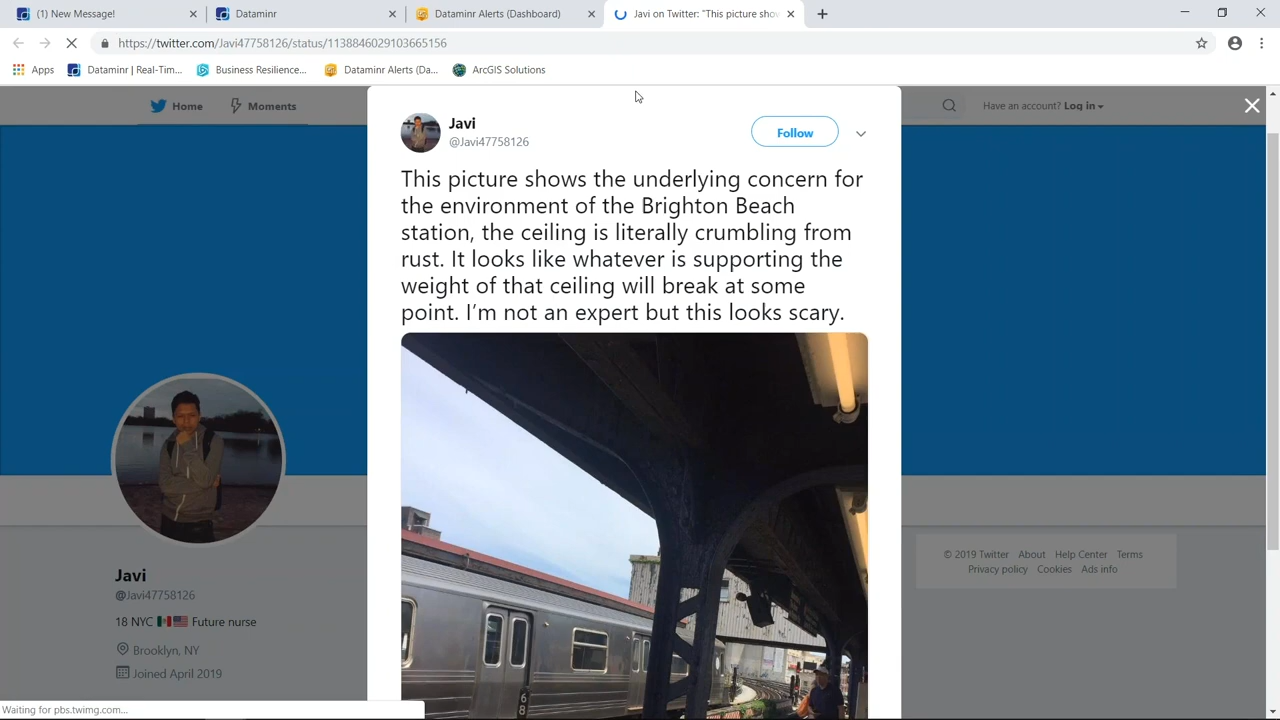 (1) New Message!
Dataminr
Dataminr Alerts (Dashboard)
Javi on Twitter: "This picture show
https://twitter.com/Javi47758126/status/1138846029103665156
Apps
Dataminr | Real-Tim...
Business Resilience...
Dataminr Alerts (Da...
ArcGIS Solutions
Home
Moments
Have an account? Log in
Javi
@Javi47758126
Follow
This picture shows the underlying concern for
the environment of the Brighton Beach
station, the ceiling is literally crumbling from
rust. It looks like whatever is supporting the
weight of that ceiling will break at some
point. I’m not an expert but this looks scary.
6
8
Javi
@Javi47758126
18 NYC 🇲🇽🇺🇸 Future nurse
Brooklyn, NY
Joined April 2019
© 2019 Twitter About Help Center Terms
Privacy policy Cookies Ads info
Waiting for pbs.twimg.com...